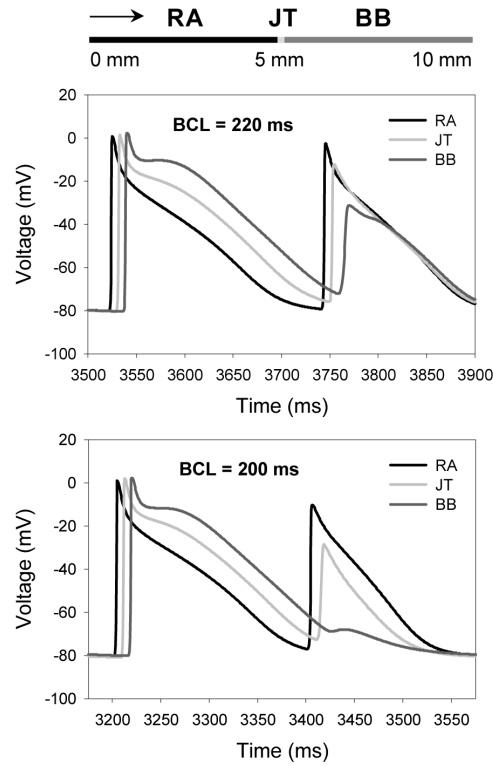 RA JT BB
0 mm 5 mm 10 mm
BCL = 220 ms
RA
JT
BB
Voltage (mV)
20
0
-20
-40
-60
-80
-100
3500 3550 3600 3650 3700 3750 3800 3850 3900
Time (ms)
BCL = 200 ms
RA
JT
BB
Voltage (mV)
20
0
-20
-40
-60
-80
-100
3200 3250 3300 3350 3400 3450 3500 3550
Time (ms)